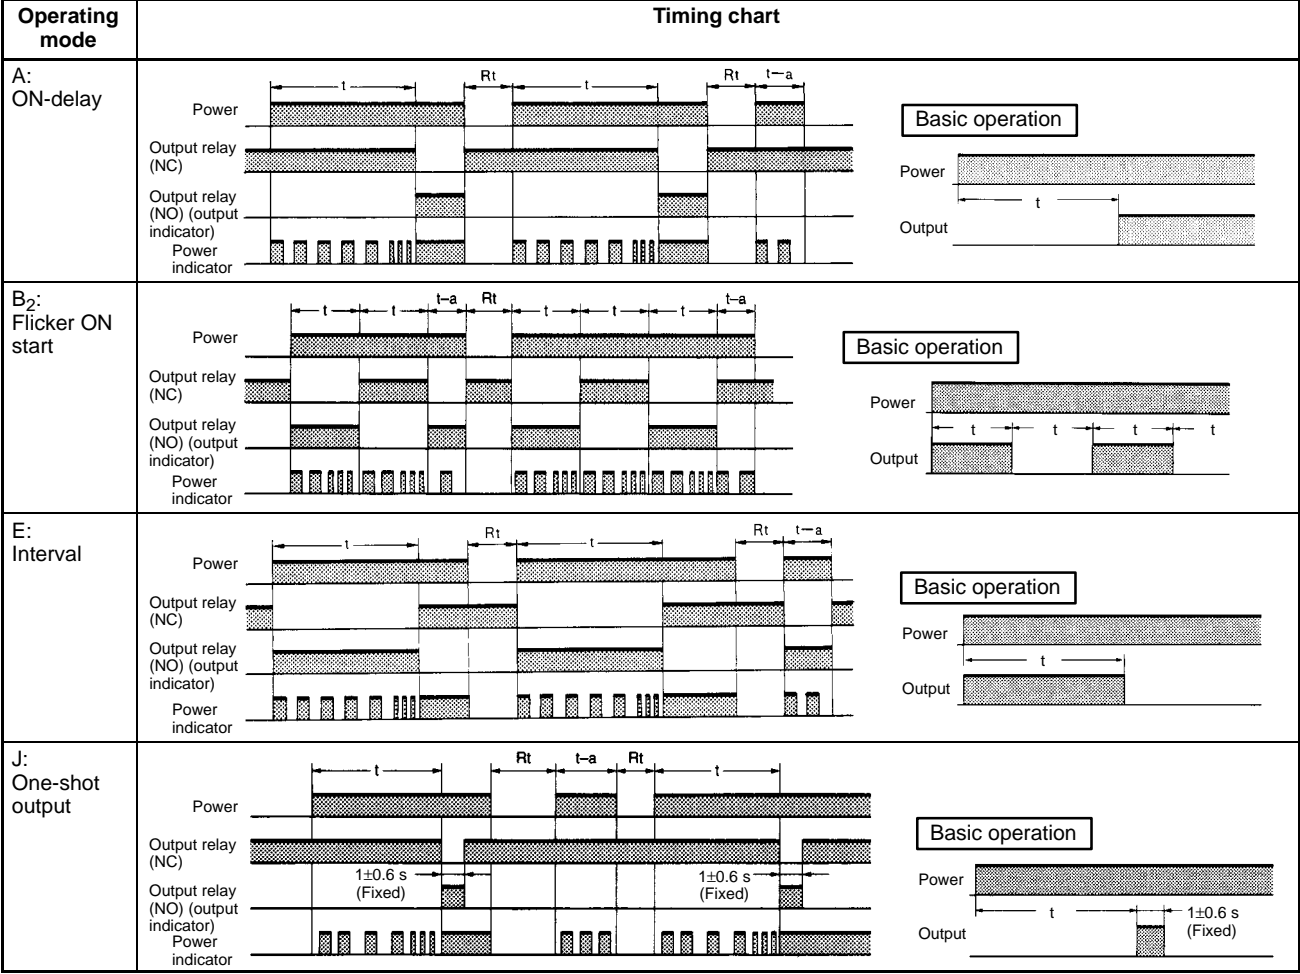 Operating mode
Timing chart
A:
ON-delay
t
Rt
t
Rt
t–a
Power
Output relay
(NC)
Output relay
(NO) (output
indicator)
Power
indicator
Basic operation
Power
t
Output
B2:
Flicker ON
start
t
t
t–a
Rt
t
t
t
t–a
Power
Output relay
(NC)
Output relay
(NO) (output
indicator)
Power
indicator
Basic operation
Power
t
t
t
t
Output
E:
Interval
t
Rt
t
Rt
t–a
Power
Output relay
(NC)
Output relay
(NO) (output
indicator)
Power
indicator
Basic operation
Power
t
Output
J:
One-shot
output
t
Rt
t–a
Rt
t
Power
Output relay
(NC)
1±0.6 s
(Fixed)
1±0.6 s
(Fixed)
Output relay
(NO) (output
indicator)
Power
indicator
Basic operation
Power
t
1±0.6 s
(Fixed)
Output